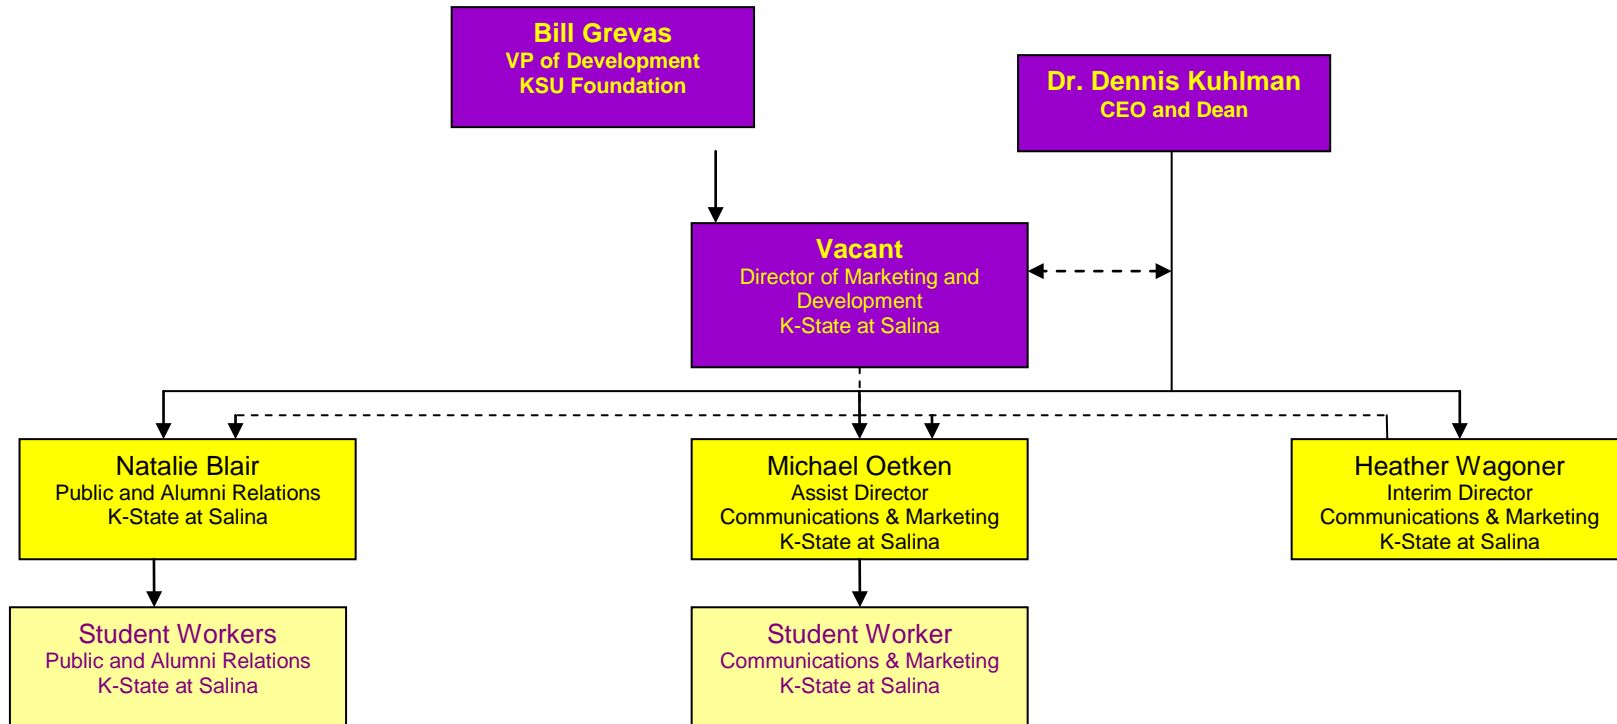 Bill Grevas
VP of Development
KSU Foundation
Dr. Dennis Kuhlman
CEO and Dean
Vacant
Director of Marketing and
Development
K-State at Salina
Natalie Blair
Public and Alumni Relations
K-State at Salina
Michael Oetken
Assist Director
Communications & Marketing
K-State at Salina
Heather Wagoner
Interim Director
Communications & Marketing
K-State at Salina
Student Workers
Public and Alumni Relations
K-State at Salina
Student Worker
Communications & Marketing
K-State at Salina